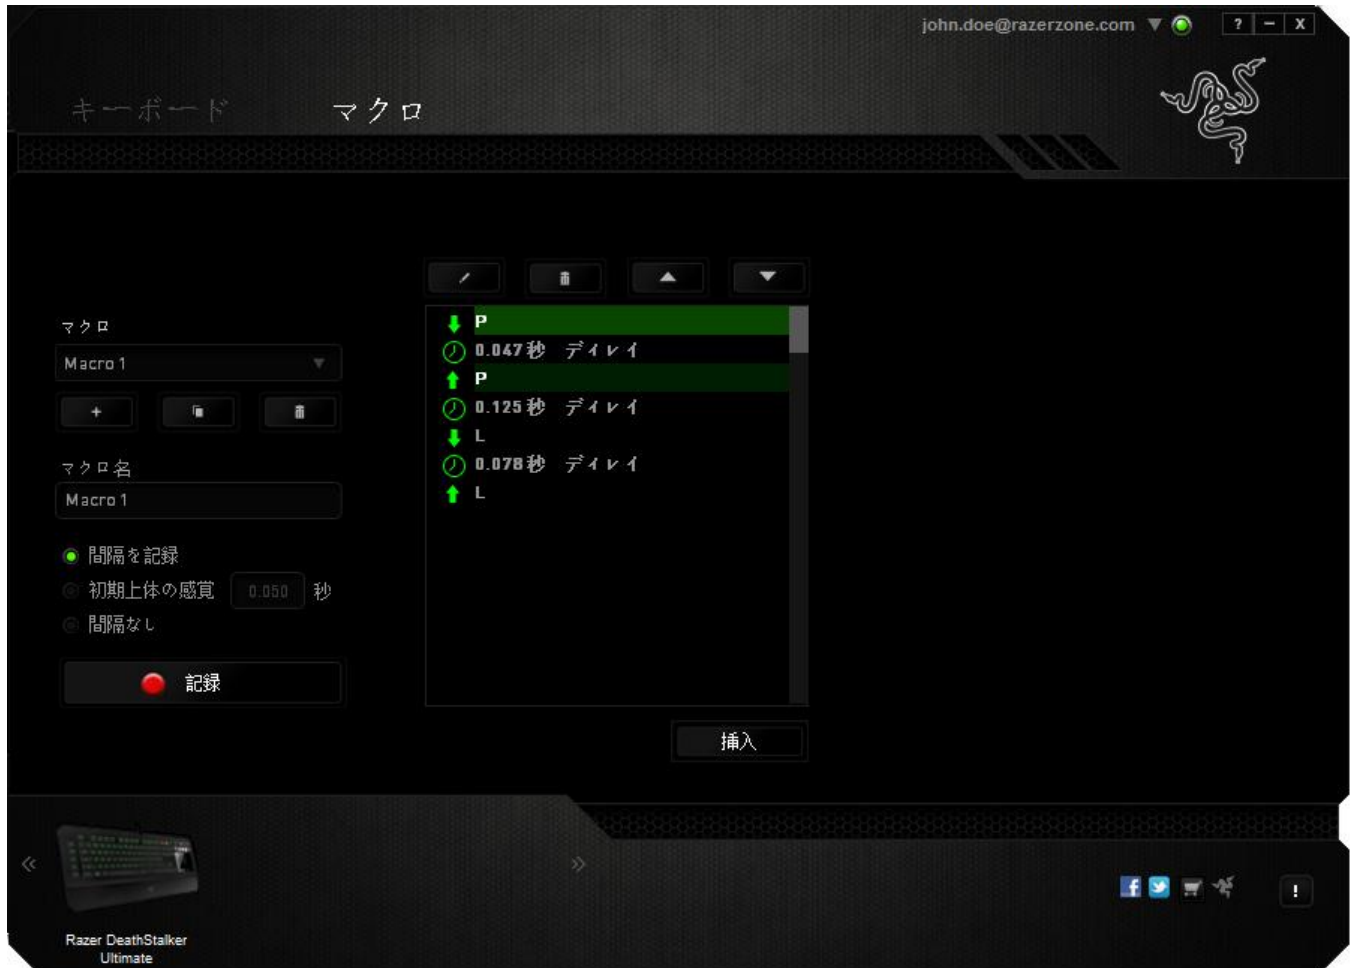 john.doe@razerzone.com
? – X
キーボード マクロ
マクロ
Macro 1
+
マクロ名
Macro 1
間隔を記録
初期上体の感覚 0.050 秒
間隔なし
記録
P
0.047秒 ディレイ
P
0.125秒 ディレイ
L
0.078秒 ディレイ
L
挿入
Razer DeathStalker
Ultimate
!